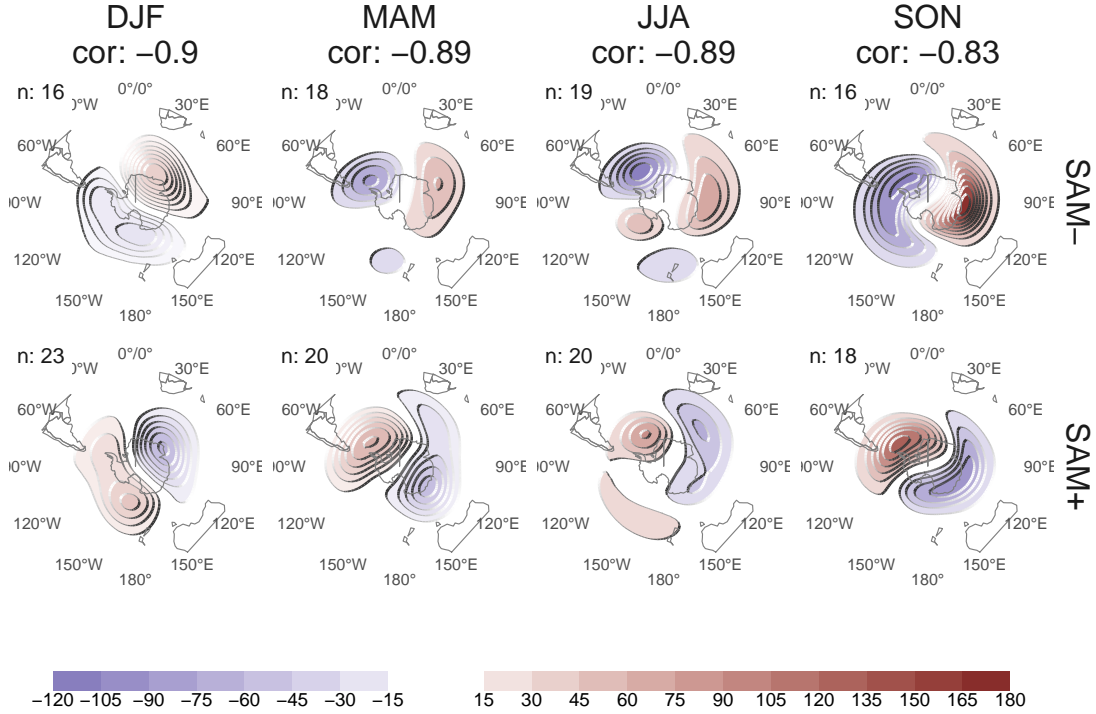 DJF MAM JJA SON
cor: −0.9 cor: −0.89 cor: −0.89 cor: −0.83
n: 16 n: 18 n: 19 n: 16
0°/0° 0°/0° 0°/0° 0°/0°
30°E 30°E 30°E 30°E
60°W 60°E 60°W 60°E 60°W 60°E 60°W 60°E
90°E 90°E 90°E 90°E
120°W 120°E 120°W 120°E 120°W 120°E 120°W 120°E
150°W 150°E 150°W 150°E 150°W 150°E 150°W 150°E
180° 180° 180° 180°
SAM−
n: 23 n: 20 n: 20 n: 18
0°/0° 0°/0° 0°/0° 0°/0°
30°E 30°E 30°E 30°E
60°W 60°E 60°W 60°E 60°W 60°E 60°W 60°E
90°E 90°E 90°E 90°E
120°W 120°E 120°W 120°E 120°W 120°E 120°W 120°E
150°W 150°E 150°W 150°E 150°W 150°E 150°W 150°E
180° 180° 180° 180°
SAM+
−120 −105 −90 −75 −60 −45 −30 −15 15 30 45 60 75 90 105 120 135 150 165 180